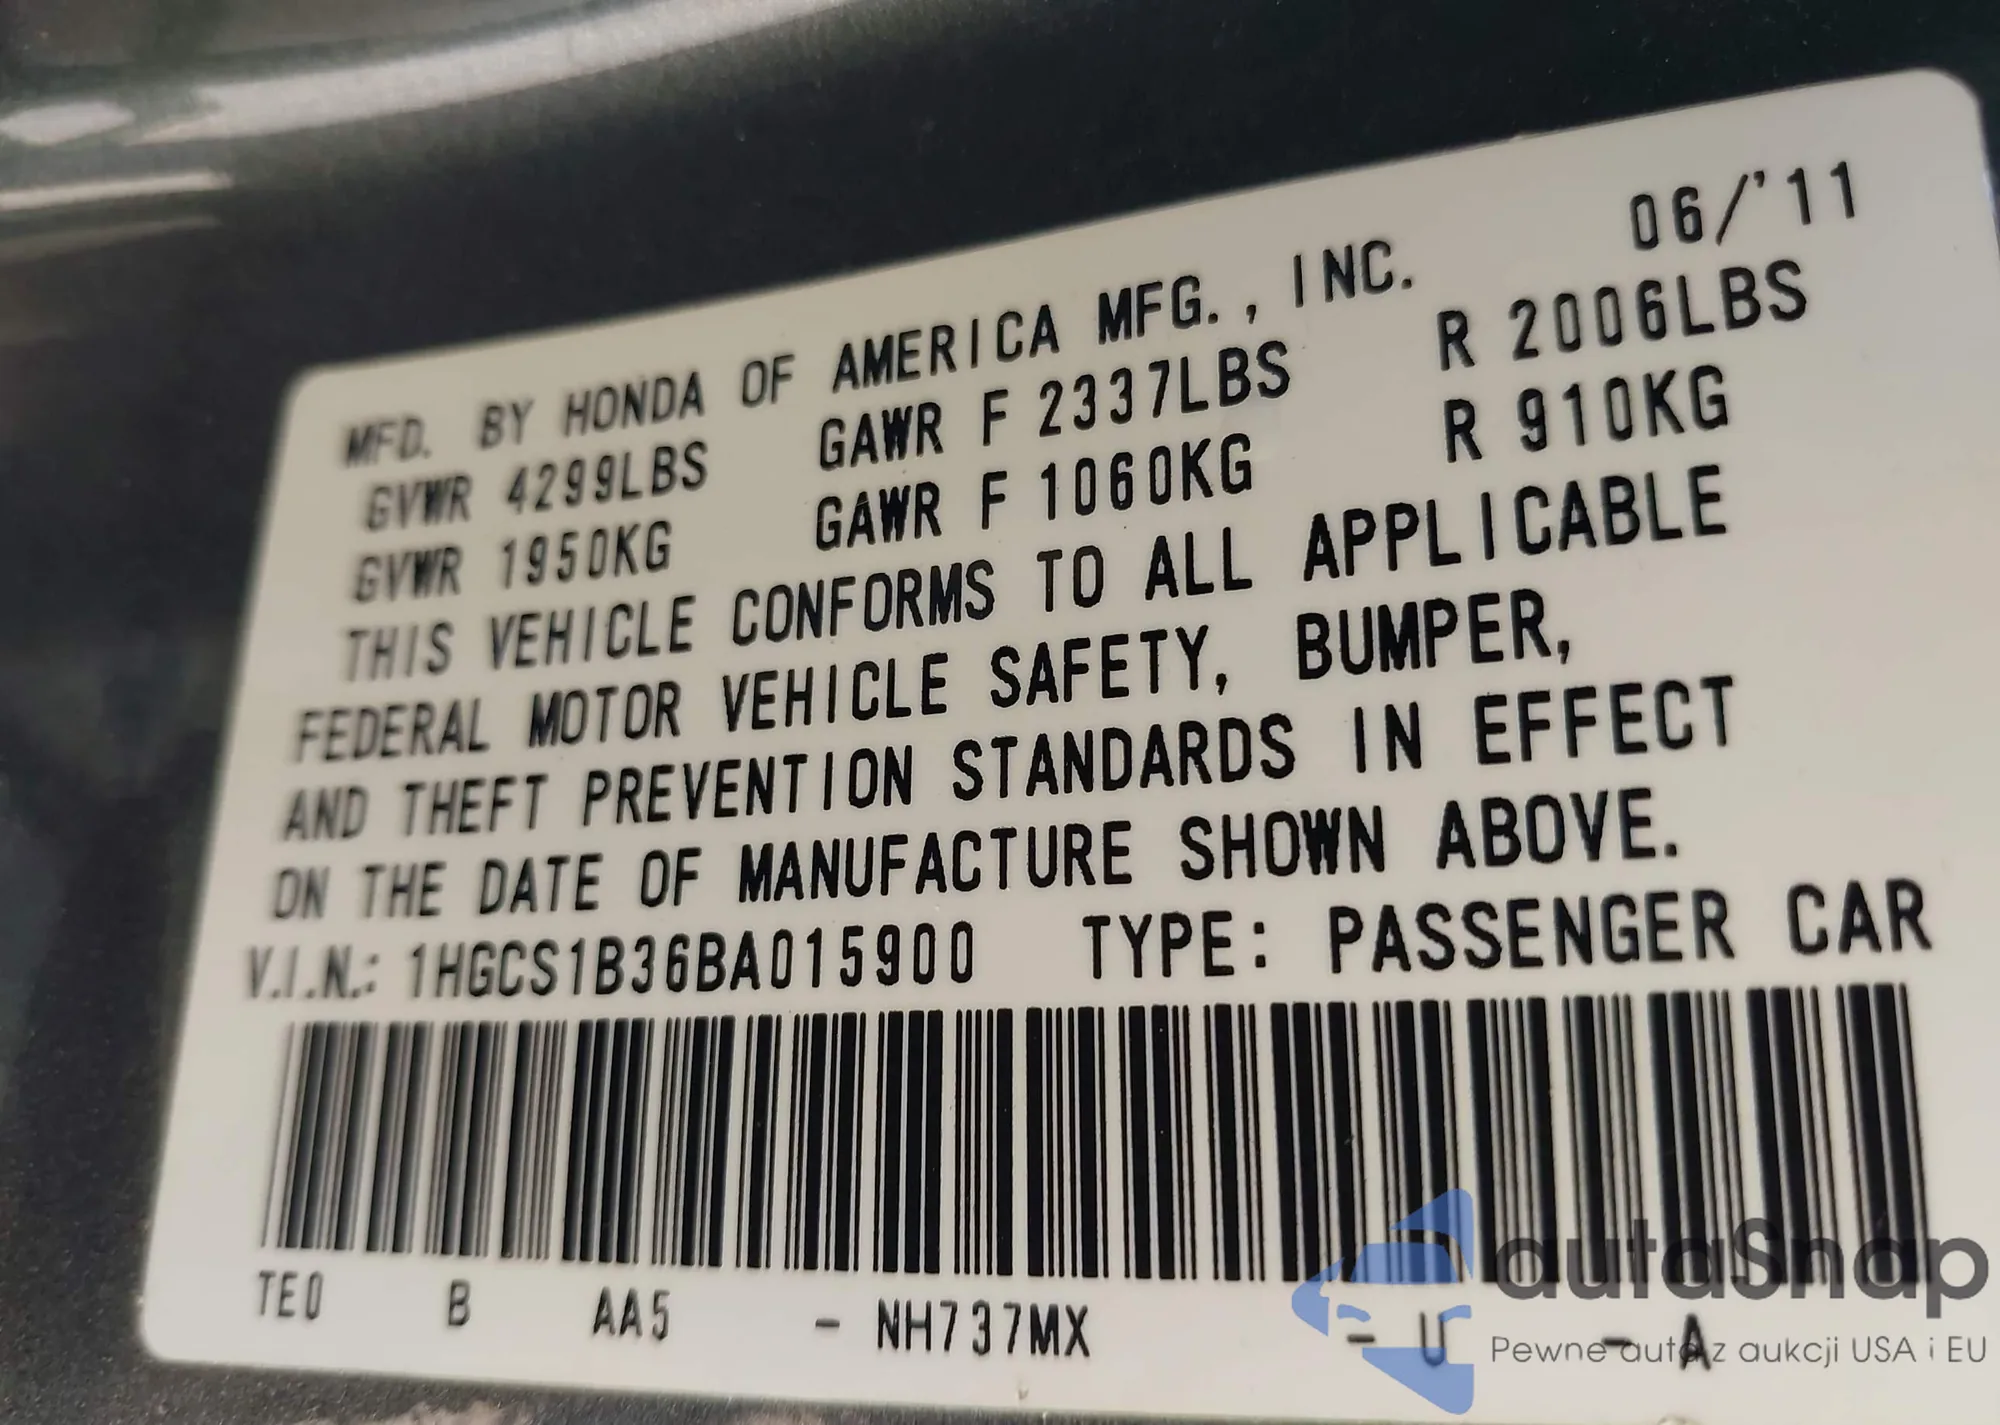 06/'11
MFD. BY HONDA OF AMERICA MFG., INC.
GVWR 4299LBS GAWR F 2337LBS R 2006LBS
GVWR 1950KG GAWR F 1060KG R 910KG
THIS VEHICLE CONFORMS TO ALL APPLICABLE
FEDERAL MOTOR VEHICLE SAFETY, BUMPER,
AND THEFT PREVENTION STANDARDS IN EFFECT
ON THE DATE OF MANUFACTURE SHOWN ABOVE.
V.I.N.: 1HGCS1B36BA015900 TYPE: PASSENGER CAR
TE0 B AA5 - NH737MX - U - A
autaSnap
Pewne auta z aukcji USA i EU